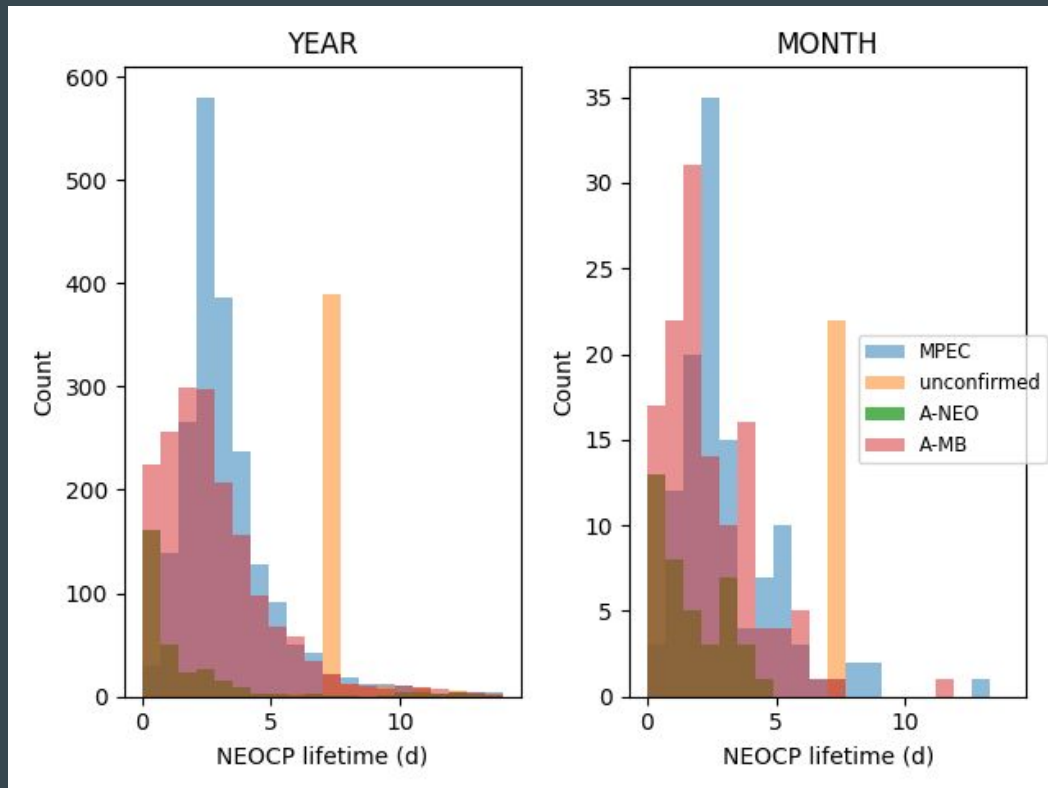 YEAR
600
500
400
300
200
100
0
Count
0 5 10
NEOCP lifetime (d)
MONTH
35
30
25
20
15
10
5
0
Count
0 5 10
NEOCP lifetime (d)
MPEC
unconfirmed
A-NEO
A-MB